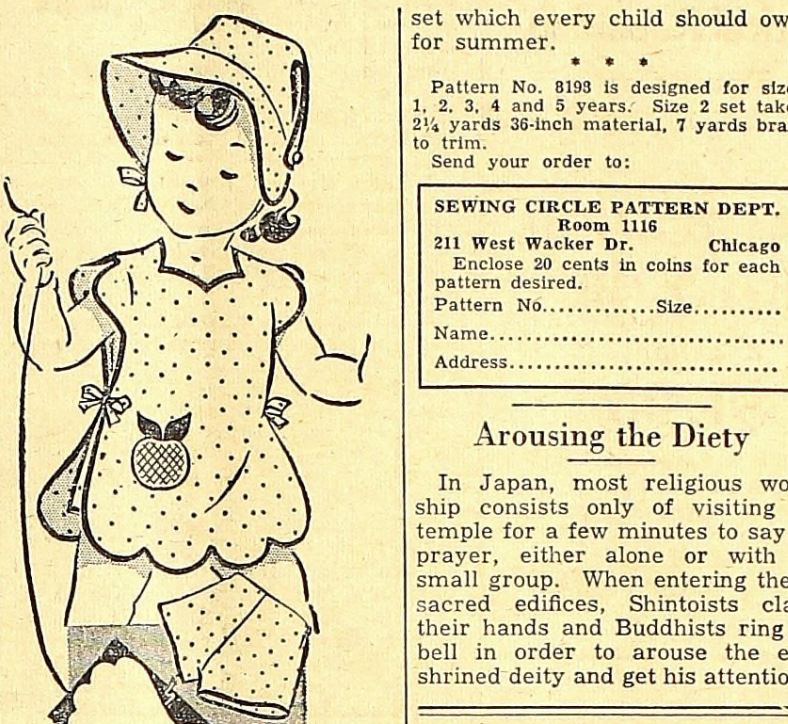 set which every child should ow
for summer.
* * *
Pattern No. 8193 is designed for siz
1, 2, 3, 4 and 5 years. Size 2 set tak
2¼ yards 36-inch material, 7 yards bra
to trim.
Send your order to:
SEWING CIRCLE PATTERN DEPT.
Room 1116
211 West Wacker Dr. Chicago
Enclose 20 cents in coins for each
pattern desired.
Pattern No.............Size..........
Name..................................
Address...............................
Arousing the Diety
In Japan, most religious wo
ship consists only of visiting
temple for a few minutes to say
prayer, either alone or with
small group. When entering the
sacred edifices, Shintoists cla
their hands and Buddhists ring
bell in order to arouse the e
shrined deity and get his attentio